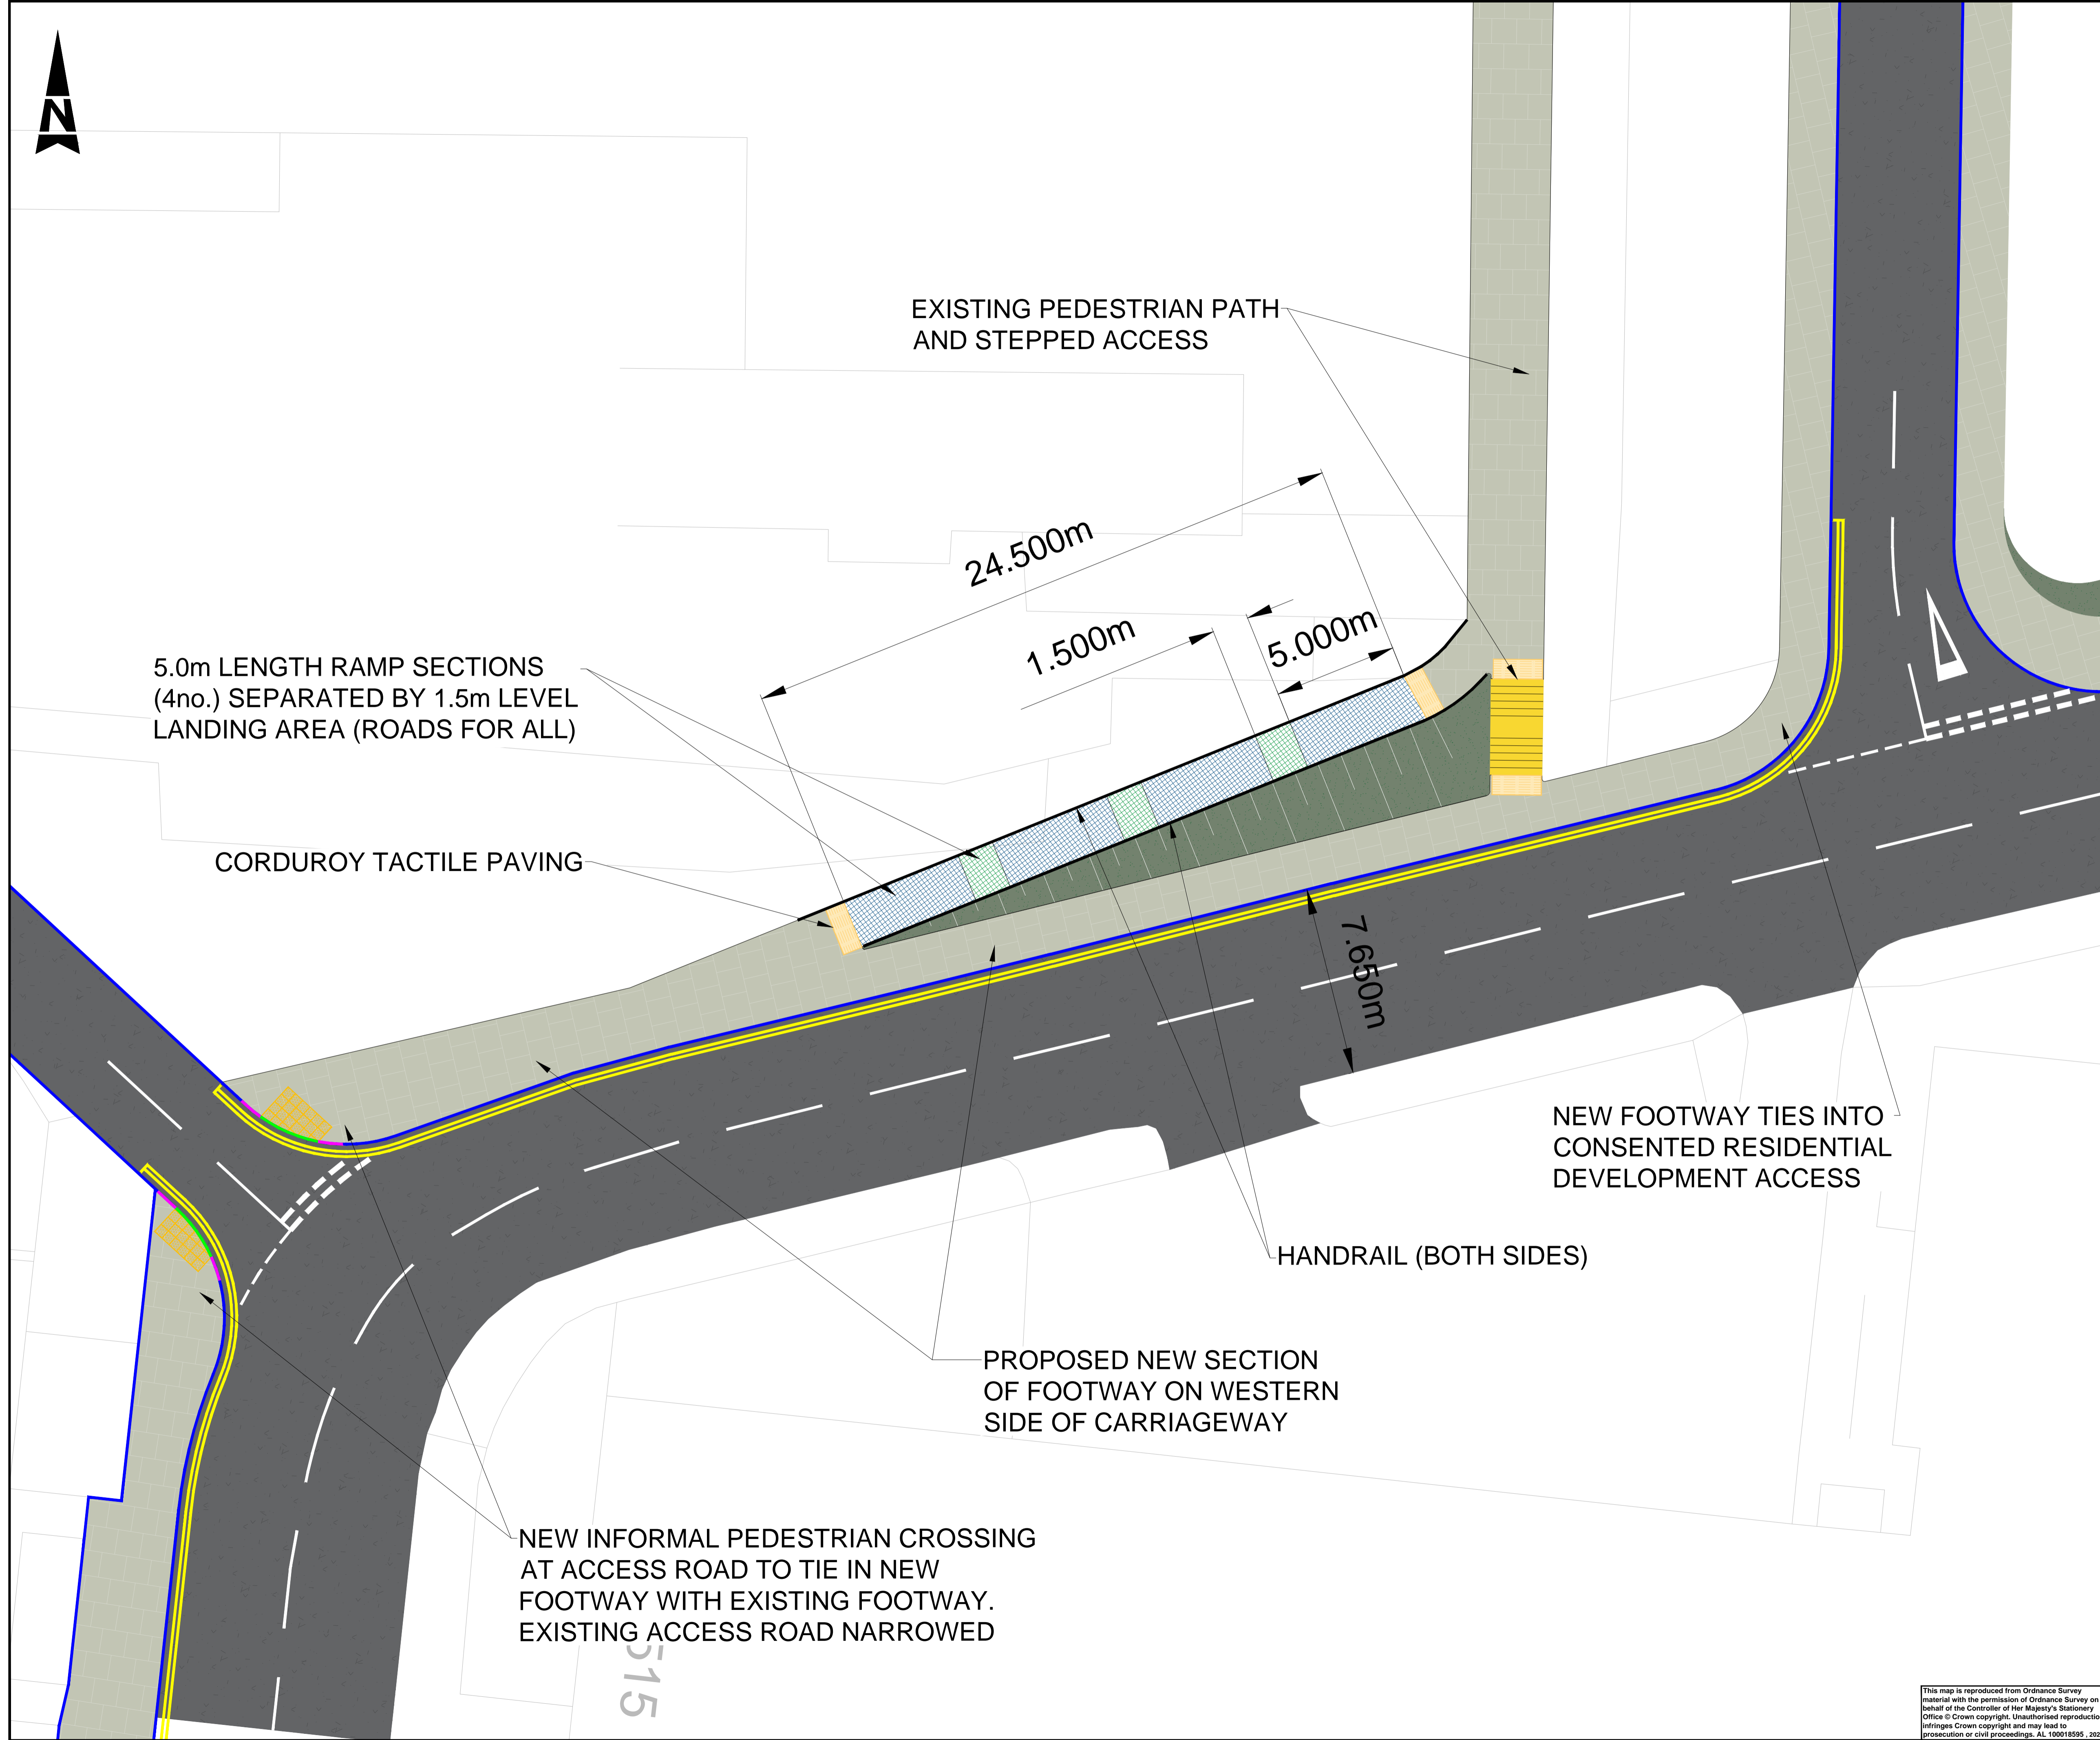 N
EXISTING PEDESTRIAN PATH
AND STEPPED ACCESS
24.500m
1.500m
5.000m
5.0m LENGTH RAMP SECTIONS
(4no.) SEPARATED BY 1.5m LEVEL
LANDING AREA (ROADS FOR ALL)
CORDUROY TACTILE PAVING
7.650m
NEW FOOTWAY TIES INTO
CONSENTED RESIDENTIAL
DEVELOPMENT ACCESS
HANDRAIL (BOTH SIDES)
PROPOSED NEW SECTION
OF FOOTWAY ON WESTERN
SIDE OF CARRIAGEWAY
NEW INFORMAL PEDESTRIAN CROSSING
AT ACCESS ROAD TO TIE IN NEW
FOOTWAY WITH EXISTING FOOTWAY.
EXISTING ACCESS ROAD NARROWED
515
This map is reproduced from Ordnance Survey
material with the permission of Ordnance Survey on
behalf of the Controller of Her Majesty's Stationery
Office © Crown copyright. Unauthorised reproductio
infringes Crown copyright and may lead to
prosecution or civil proceedings. AL 100018595 , 202